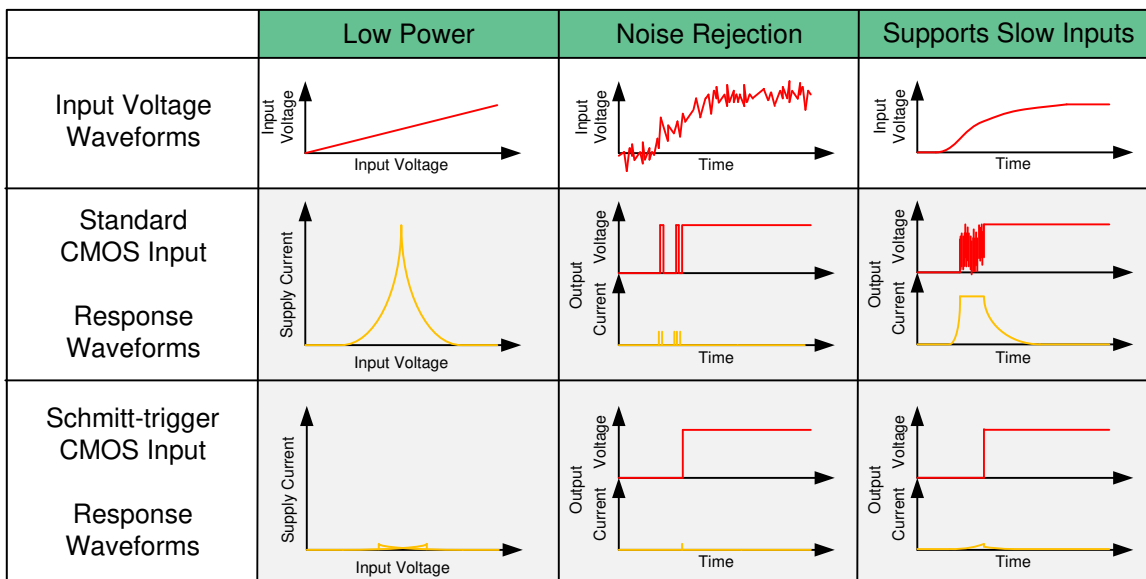 Low Power
Noise Rejection
Supports Slow Inputs
Input Voltage
Waveforms
Input
Voltage
Input Voltage
Input
Voltage
Time
Input
Voltage
Time
Standard
CMOS Input
Response
Waveforms
Supply Current
Input Voltage
Output
Voltage
Current
Time
Output
Voltage
Current
Time
Schmitt-trigger
CMOS Input
Response
Waveforms
Supply Current
Input Voltage
Output
Voltage
Current
Time
Output
Voltage
Current
Time